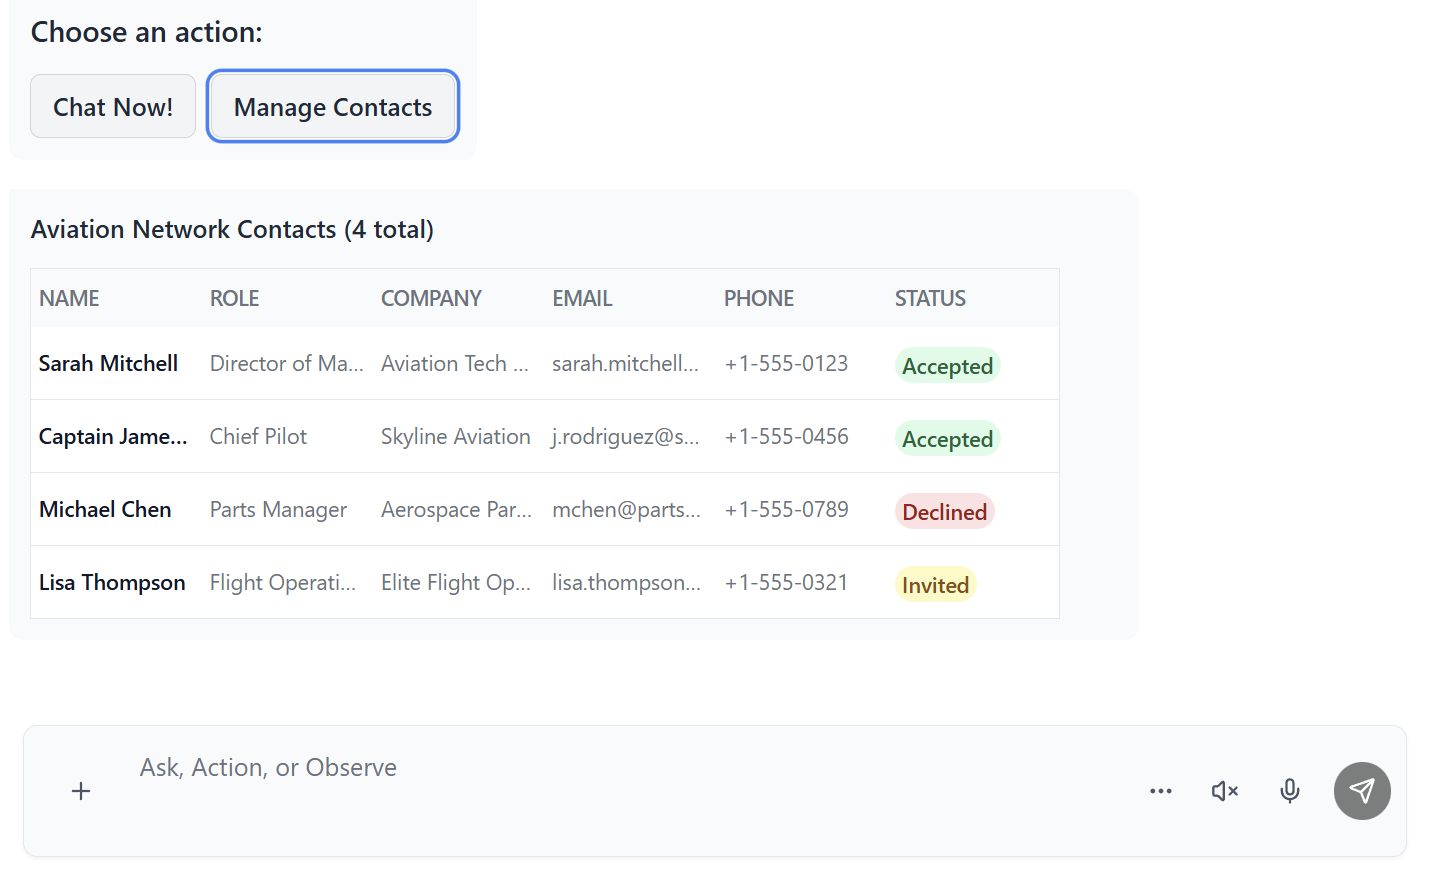 Choose an action:
Chat Now! Manage Contacts
Aviation Network Contacts (4 total)
NAME ROLE COMPANY EMAIL PHONE STATUS
Sarah Mitchell Director of Ma... Aviation Tech ... sarah.mitchell... +1-555-0123 Accepted
Captain Jame... Chief Pilot Skyline Aviation j.rodriguez@s... +1-555-0456 Accepted
Michael Chen Parts Manager Aerospace Par... mchen@parts... +1-555-0789 Declined
Lisa Thompson Flight Operati... Elite Flight Op... lisa.thompson... +1-555-0321 Invited
Ask, Action, or Observe